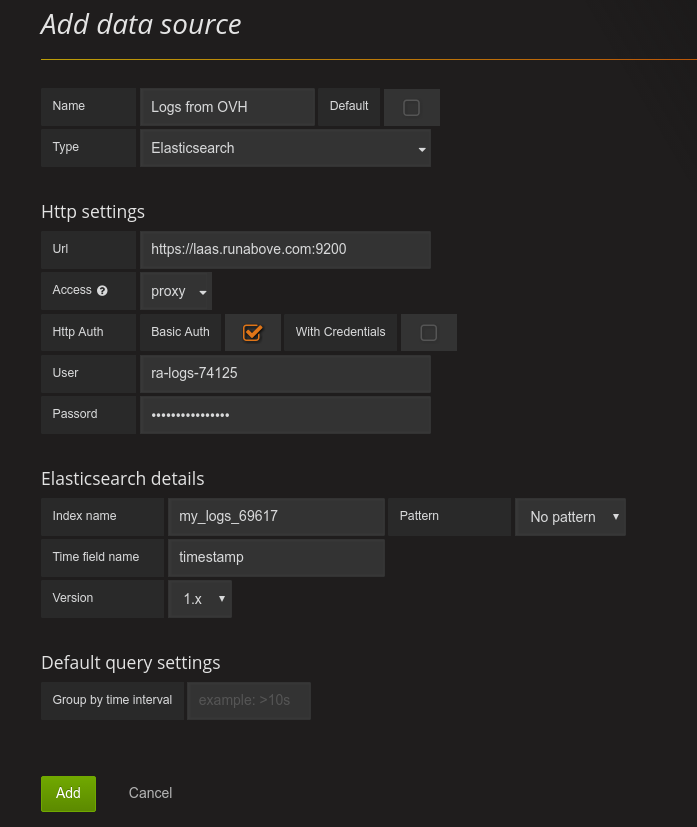 Add data source
Name Logs from OVH Default
Type Elasticsearch
Http settings
Url https://laas.runabove.com:9200
Access ? proxy
Http Auth Basic Auth With Credentials
User ra-logs-74125
Passord ••••••••••••••••
Elasticsearch details
Index name my_logs_69617 Pattern No pattern
Time field name timestamp
Version 1.x
Default query settings
Group by time interval example: >10s
Add Cancel